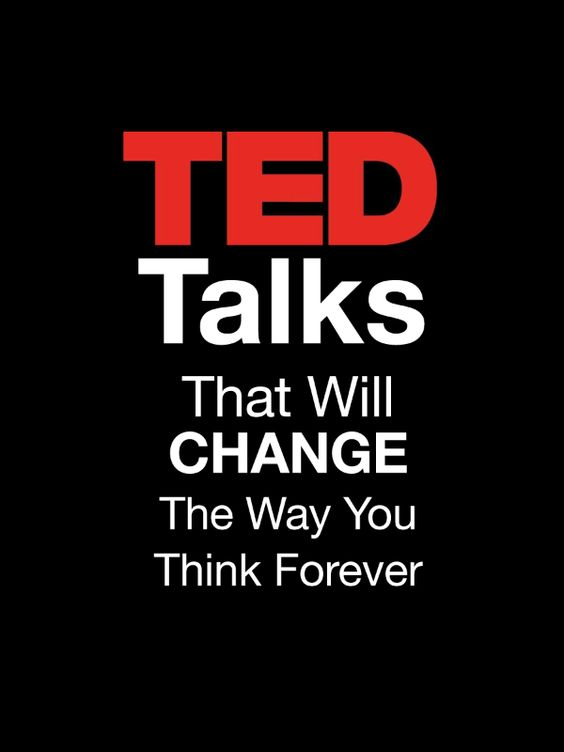 TED
Talks
That Will
CHANGE
The Way You
Think Forever